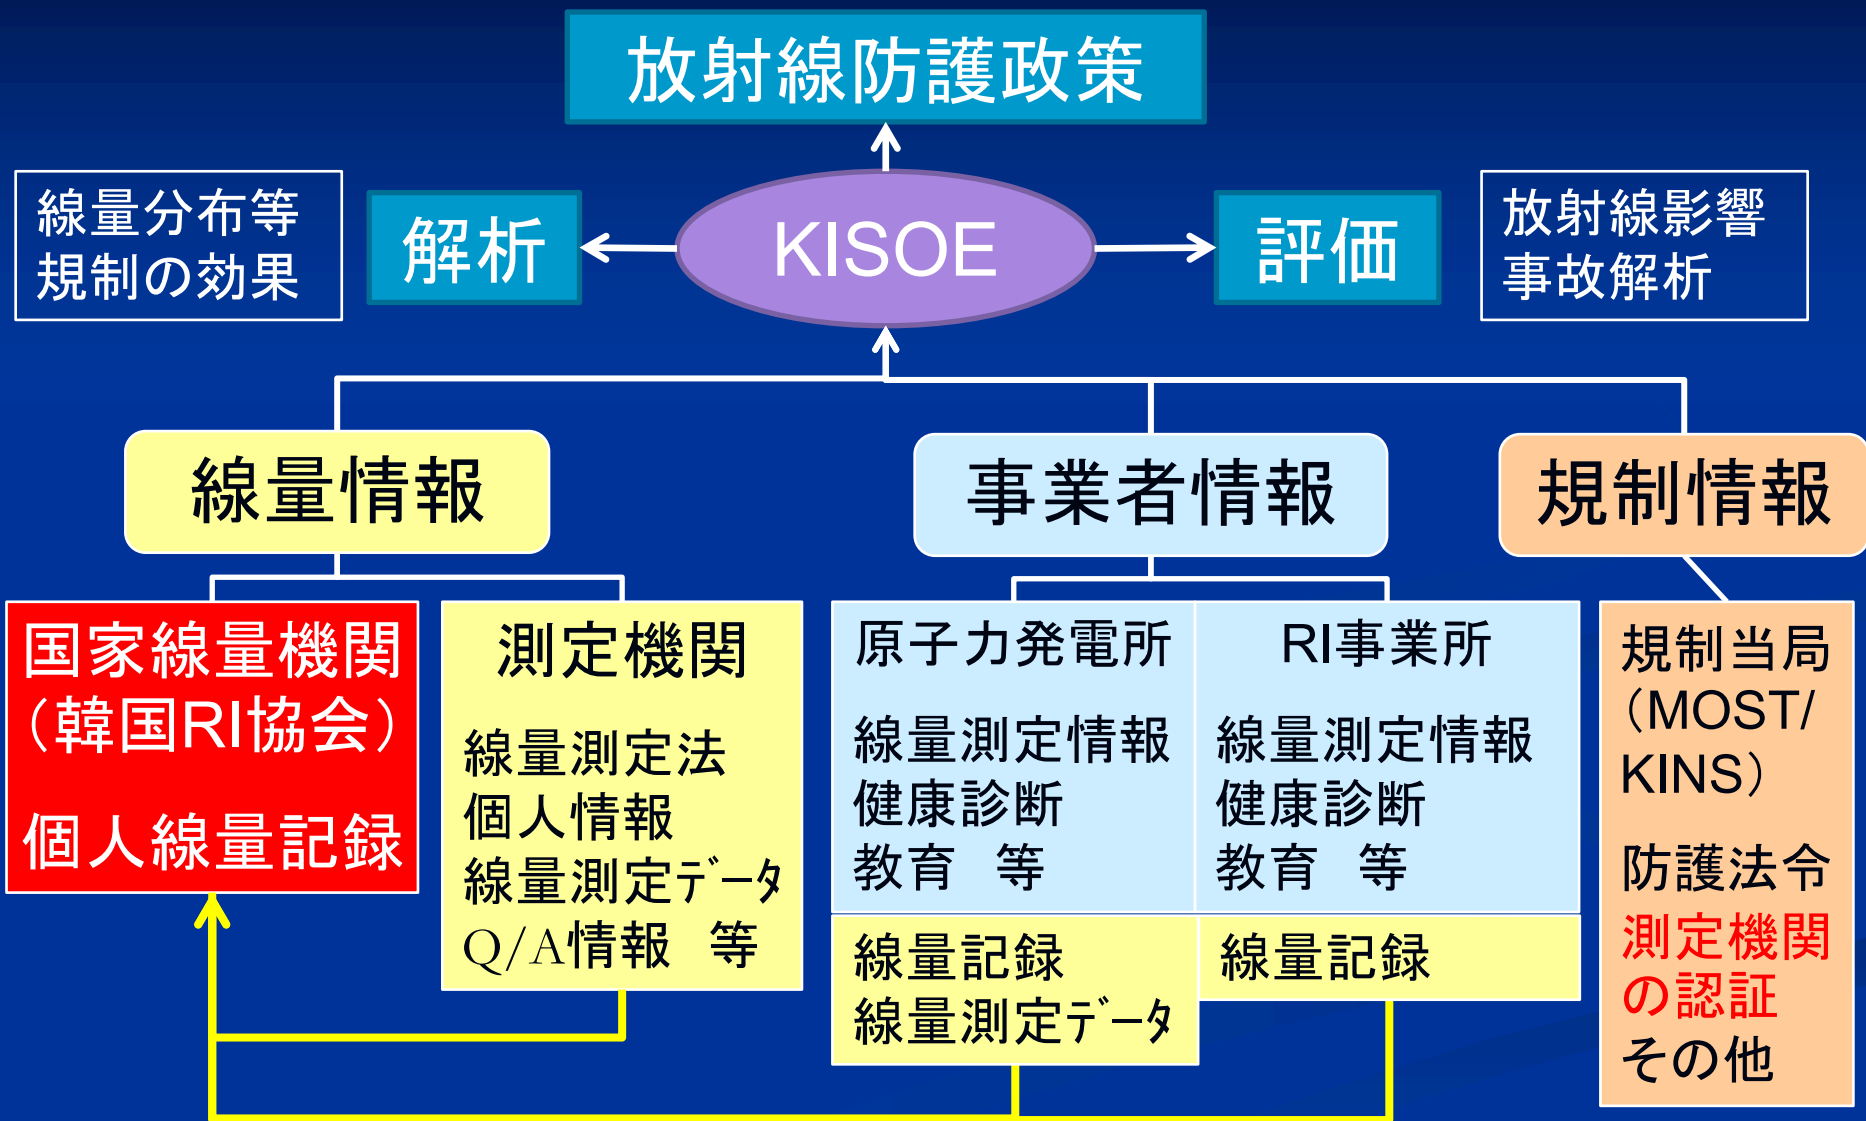 放射線防護政策
線量分布等
規制の効果
解析
KISOE
評価
放射線影響
事故解析
線量情報
事業者情報
規制情報
国家線量機関
（韓国RI協会）
個人線量記録
測定機関
線量測定法
個人情報
線量測定ﾃﾞｰﾀ
Q/A情報　等
原子力発電所
線量測定情報
健康診断
教育　等
線量記録
線量測定ﾃﾞｰﾀ
RI事業所
線量測定情報
健康診断
教育　等
線量記録
規制当局
（MOST/
KINS）
防護法令
測定機関
の認証
その他